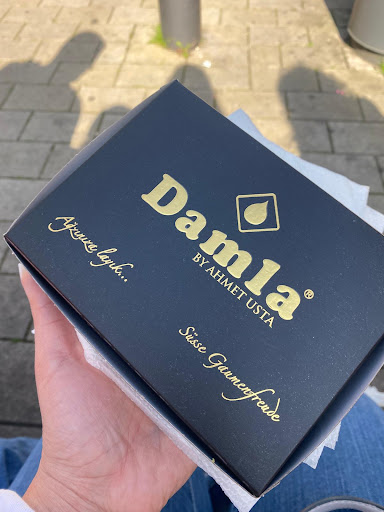 Damla®
BY AHMET USTA
Ağzınıza layık...
Süsse Gaumenfreude